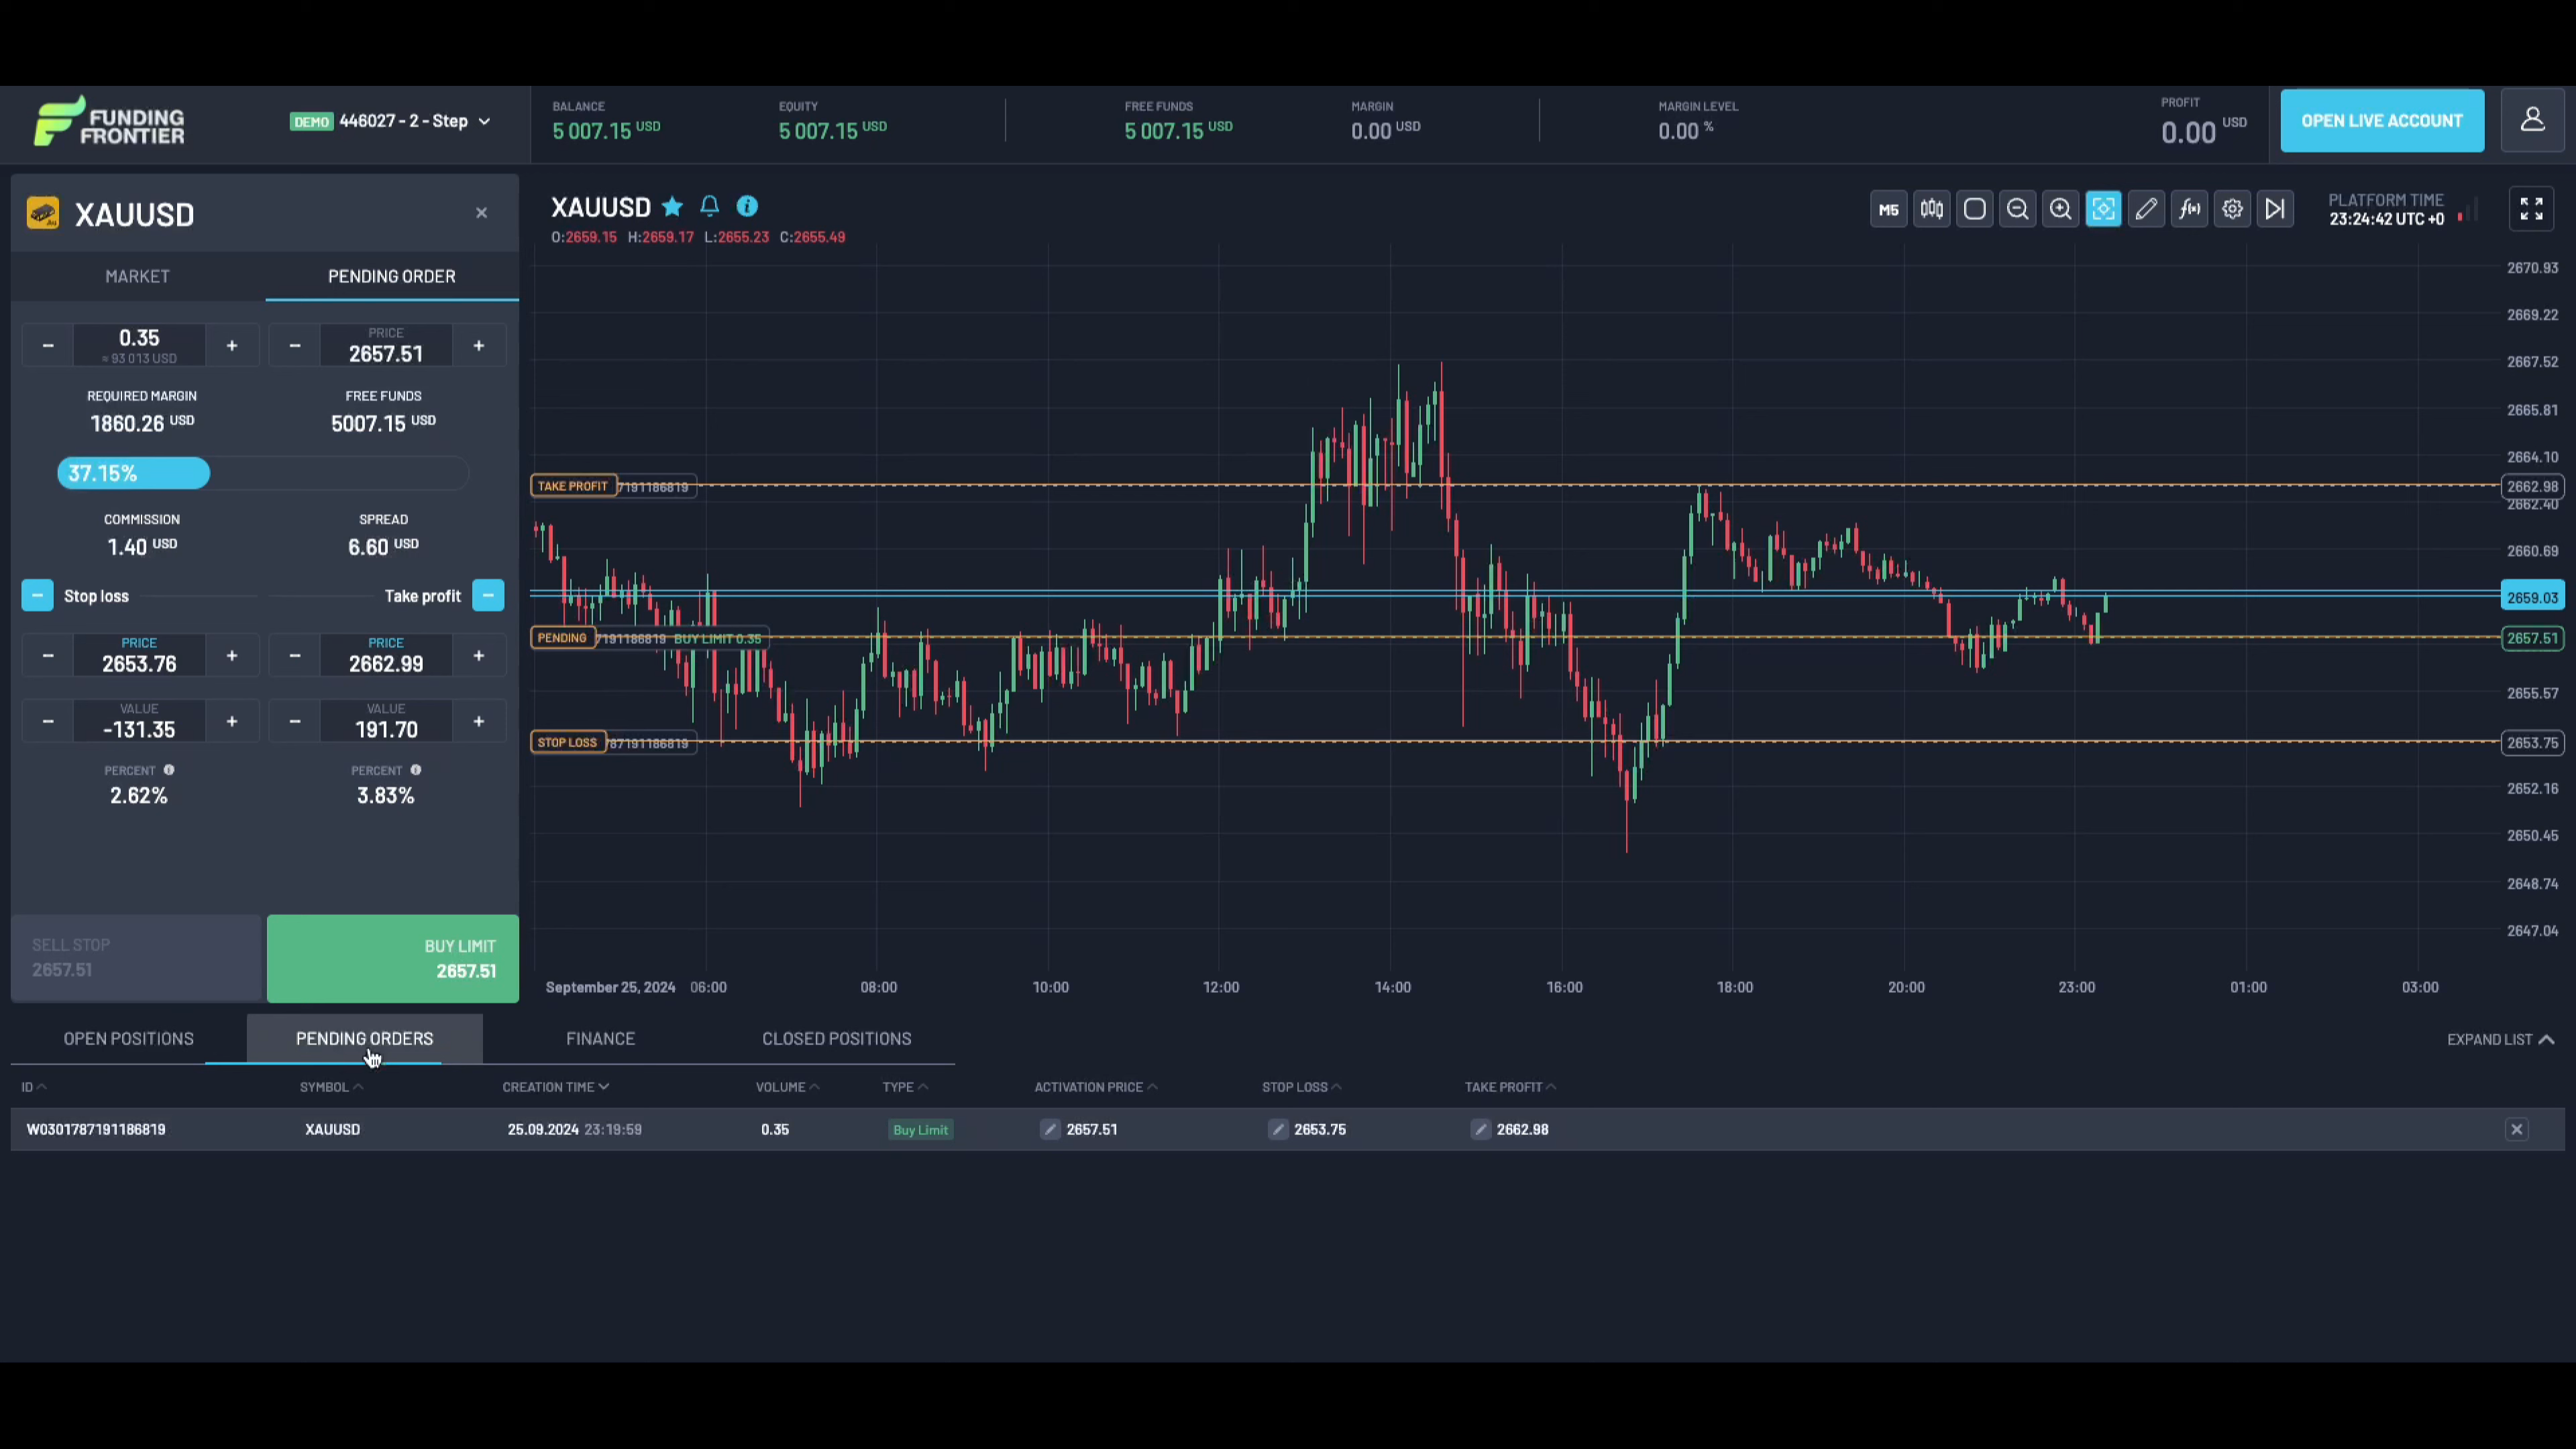 FUNDING
FRONTIER
DEMO 446027 - 2 - Step
BALANCE
5 007.15 USD
EQUITY
5 007.15 USD
FREE FUNDS
5 007.15 USD
MARGIN
0.00 USD
MARGIN LEVEL
0.00 %
PROFIT
0.00 USD
OPEN LIVE ACCOUNT
Au
XAUUSD
MARKET
PENDING ORDER
0.35
≈ 93 013 USD
PRICE
2657.51
REQUIRED MARGIN
1860.26 USD
FREE FUNDS
5007.15 USD
37.15%
COMMISSION
1.40 USD
SPREAD
6.60 USD
Stop loss
Take profit
PRICE
2653.76
PRICE
2662.99
VALUE
-131.35
VALUE
191.70
PERCENT
2.62%
PERCENT
3.83%
SELL STOP
2657.51
BUY LIMIT
2657.51
XAUUSD
O:2659.15 H:2659.17 L:2655.23 C:2655.49
M5
PLATFORM TIME
23:24:42 UTC +0
2670.93
2669.22
2667.52
2665.81
2664.10
TAKE PROFIT 7191186819
2662.98
2662.40
2660.69
2659.03
PENDING 7191186819 BUY LIMIT 0.35
2657.51
2655.57
STOP LOSS 87191186819
2653.75
2652.16
2650.45
2648.74
2647.04
September 25, 2024 06:00 08:00 10:00 12:00 14:00 16:00 18:00 20:00 23:00 01:00 03:00
OPEN POSITIONS
PENDING ORDERS
FINANCE
CLOSED POSITIONS
EXPAND LIST
ID SYMBOL CREATION TIME VOLUME TYPE ACTIVATION PRICE STOP LOSS TAKE PROFIT
W0301787191186819 XAUUSD 25.09.2024 23:19:59 0.35 Buy Limit 2657.51 2653.75 2662.98